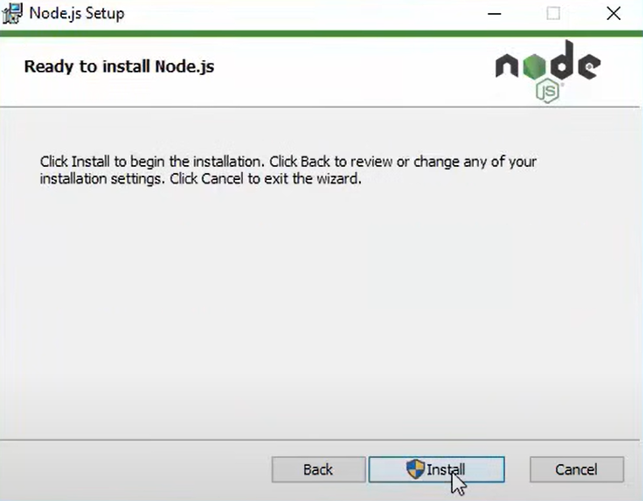 Node.js Setup
Ready to install Node.js
node
JS
Click Install to begin the installation. Click Back to review or change any of your
installation settings. Click Cancel to exit the wizard.
Back
Install
Cancel